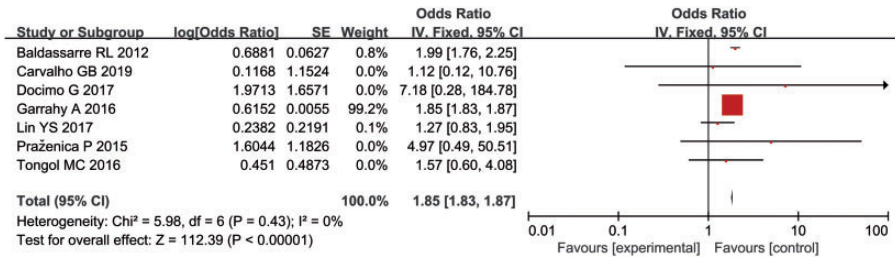 Odds Ratio Odds Ratio
Study or Subgroup log[Odds Ratio] SE Weight IV, Fixed, 95% CI IV, Fixed, 95% CI
Baldassarre RL 2012 0.6881 0.0627 0.8% 1.99 [1.76, 2.25]
Carvalho GB 2019 0.1168 1.1524 0.0% 1.12 [0.12, 10.76]
Docimo G 2017 1.9713 1.6571 0.0% 7.18 [0.28, 184.78]
Garrahy A 2016 0.6152 0.0055 99.2% 1.85 [1.83, 1.87]
Lin YS 2017 0.2382 0.2191 0.1% 1.27 [0.83, 1.95]
Praženica P 2015 1.6044 1.1826 0.0% 4.97 [0.49, 50.51]
Tongol MC 2016 0.451 0.4873 0.0% 1.57 [0.60, 4.08]
Total (95% CI) 100.0% 1.85 [1.83, 1.87]
Heterogeneity: Chi² = 5.98, df = 6 (P = 0.43); I² = 0%
Test for overall effect: Z = 112.39 (P < 0.00001)
0.01 0.1 1 10 100
Favours [experimental] Favours [control]